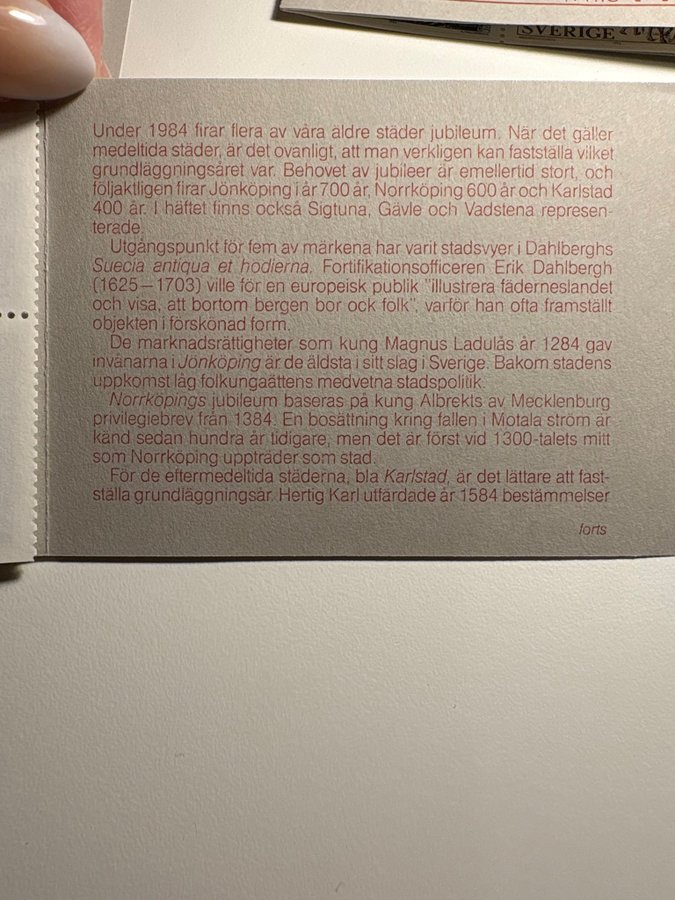 SVERIGE
Under 1984 firar flera av våra äldre städer jubileum. När det gäller
medeltida städer, är det ovanligt, att man verkligen kan fastställa vilket
grundläggningsåret var. Behovet av jubileer är emellertid stort, och
följaktligen firar Jönköping i år 700 år, Norrköping 600 år och Karlstad
400 år. I häftet finns också Sigtuna, Gävle och Vadstena represen-
terade.
Utgångspunkt för fem av märkena har varit stadsvyer i Dahlberghs
Suecia antiqua et hodierna. Fortifikationsofficeren Erik Dahlbergh
(1625—1703) ville för en europeisk publik "illustrera fäderneslandet
och visa, att bortom bergen bor ock folk", varför han ofta framställt
objekten i förskönad form.
De marknadsrättigheter som kung Magnus Ladulås år 1284 gav
invånarna i Jönköping är de äldsta i sitt slag i Sverige. Bakom stadens
uppkomst låg folkungaättens medvetna stadspolitik.
Norrköpings jubileum baseras på kung Albrekts av Mecklenburg
privilegiebrev från 1384. En bosättning kring fallen i Motala ström är
känd sedan hundra år tidigare, men det är först vid 1300-talets mitt
som Norrköping uppträder som stad.
För de eftermedeltida städerna, bla Karlstad, är det lättare att fast-
ställa grundläggningsår. Hertig Karl utfärdade år 1584 bestämmelser
forts